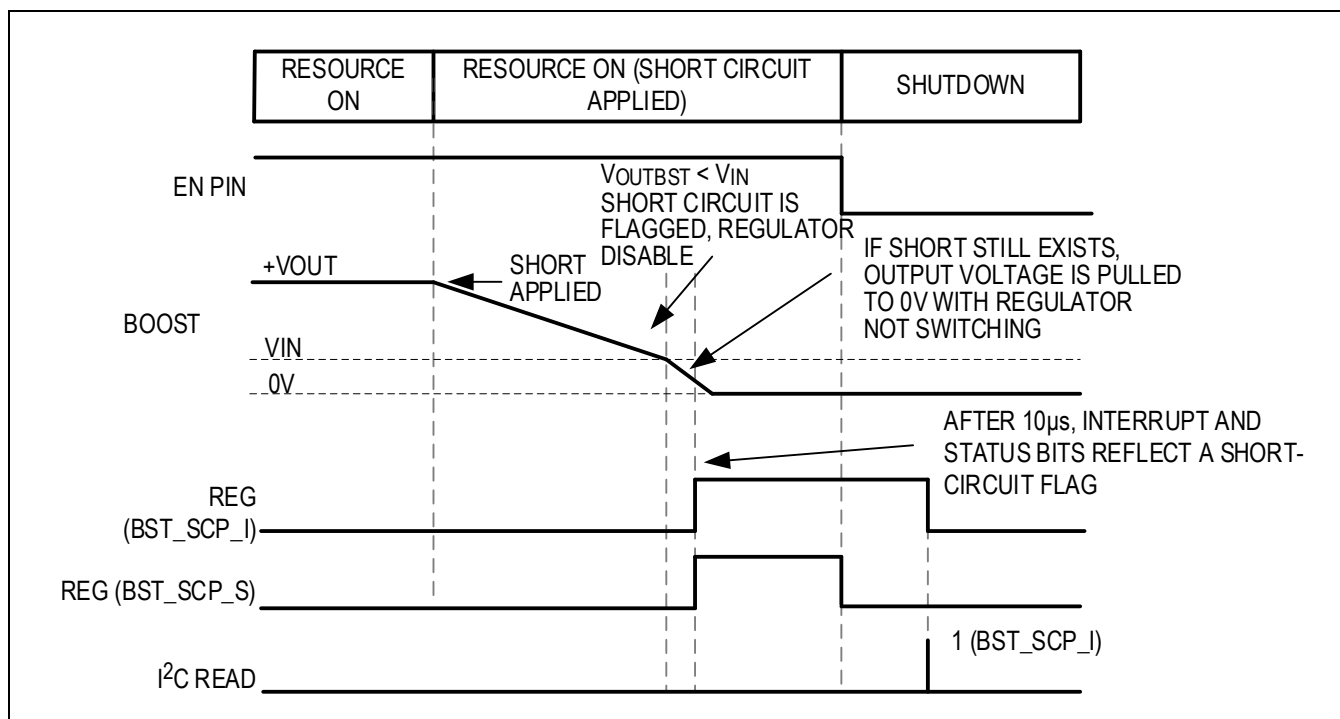 RESOURCE
ON
RESOURCE ON (SHORT CIRCUIT
APPLIED)
SHUTDOWN
EN PIN
VOUTBST < VIN
SHORT CIRCUIT IS
FLAGGED, REGULATOR
DISABLE
IF SHORT STILL EXISTS,
OUTPUT VOLTAGE IS PULLED
TO 0V WITH REGULATOR
NOT SWITCHING
+VOUT
SHORT
APPLIED
BOOST
VIN
0V
AFTER 10µs, INTERRUPT AND
STATUS BITS REFLECT A SHORT-
CIRCUIT FLAG
REG
(BST_SCP_I)
REG (BST_SCP_S)
1 (BST_SCP_I)
I²C READ